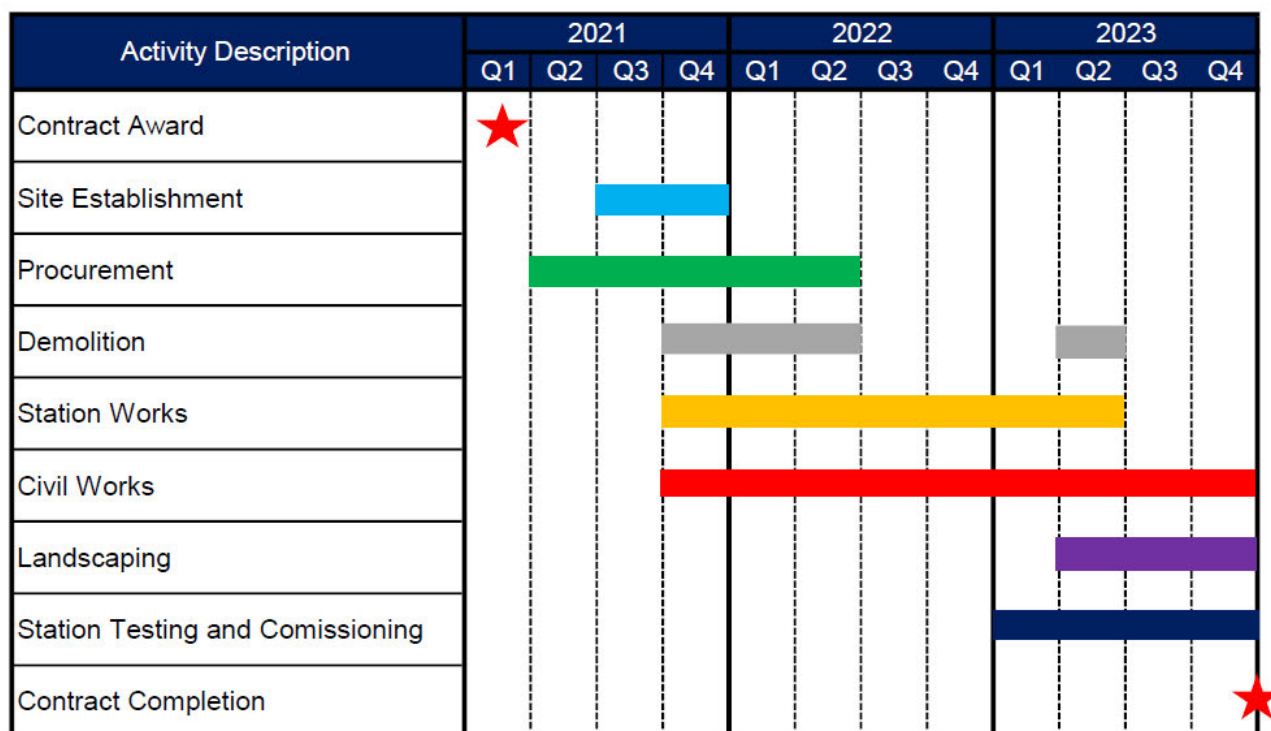 Activity Description 2021 2022 2023
Q1 Q2 Q3 Q4 Q1 Q2 Q3 Q4 Q1 Q2 Q3 Q4
Contract Award
Site Establishment
Procurement
Demolition
Station Works
Civil Works
Landscaping
Station Testing and Comissioning
Contract Completion